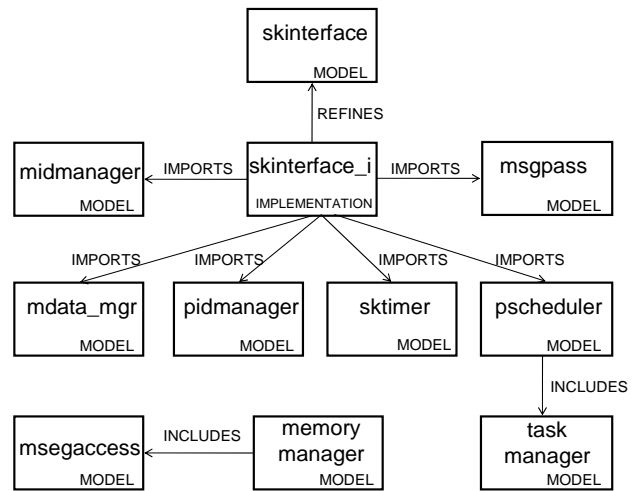 skinterface
MODEL
REFINES
midmanager
MODEL
IMPORTS
skinterface_i
IMPLEMENTATION
IMPORTS
msgpass
MODEL
IMPORTS
IMPORTS
IMPORTS
IMPORTS
mdata_mgr
MODEL
pidmanager
MODEL
sktimer
MODEL
pscheduler
MODEL
INCLUDES
msegaccess
MODEL
INCLUDES
memory
manager
MODEL
task
manager
MODEL